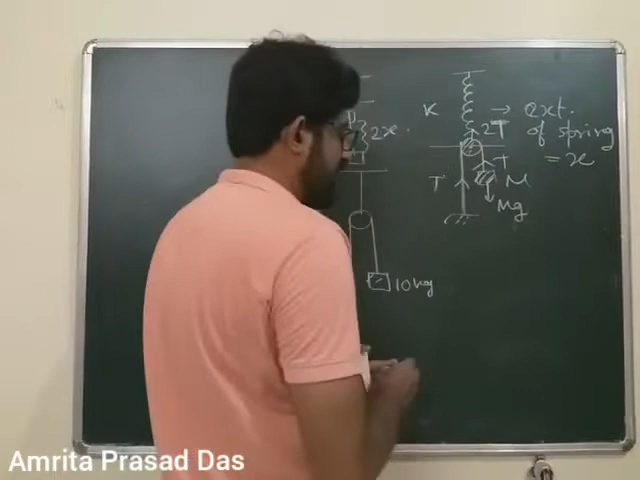 2x.
10kg
K
→ ext.
of spring
= x
2T
T
T
M
Mg
Amrita Prasad Das